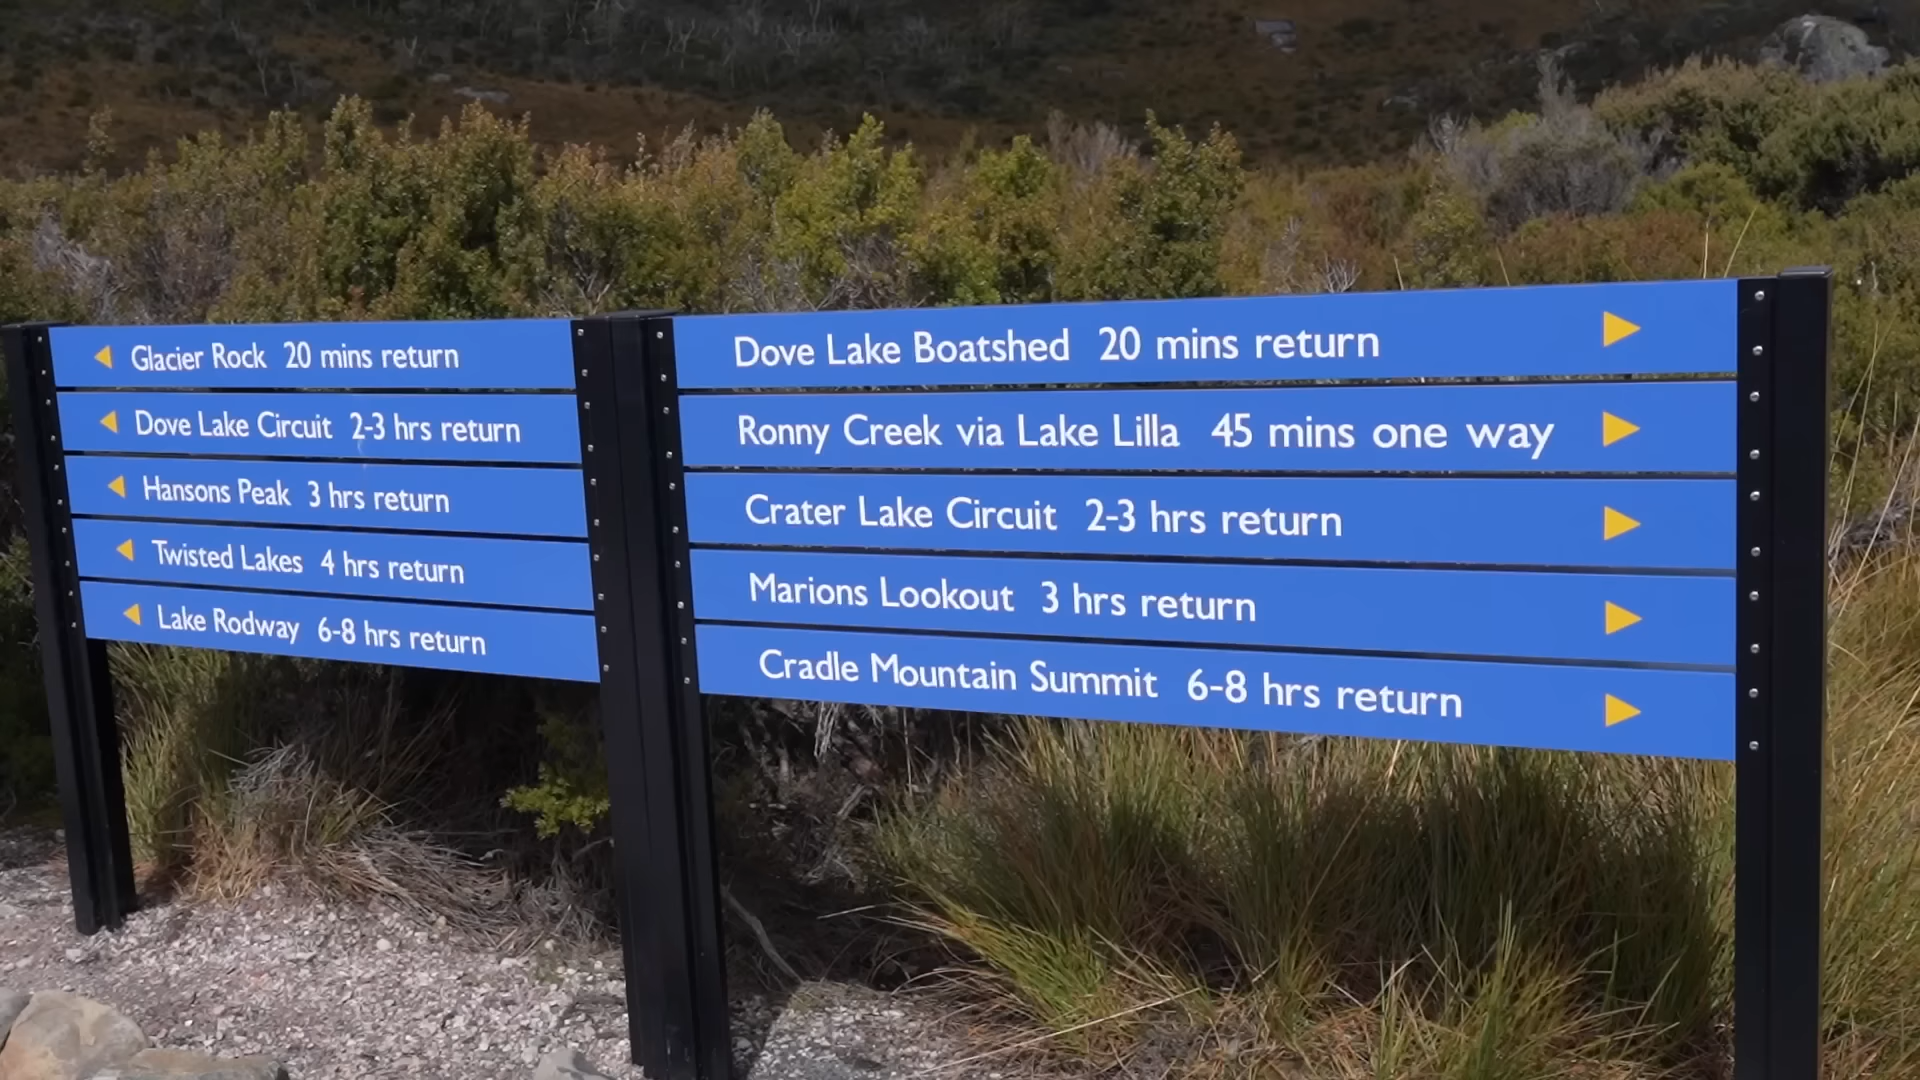 Glacier Rock 20 mins return
Dove Lake Circuit 2-3 hrs return
Hansons Peak 3 hrs return
Twisted Lakes 4 hrs return
Lake Rodway 6-8 hrs return
Dove Lake Boatshed 20 mins return
Ronny Creek via Lake Lilla 45 mins one way
Crater Lake Circuit 2-3 hrs return
Marions Lookout 3 hrs return
Cradle Mountain Summit 6-8 hrs return